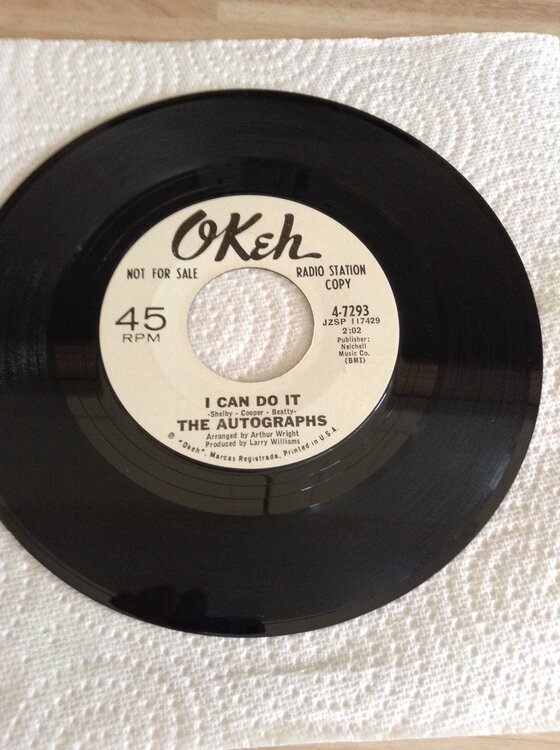 OKeh
NOT FOR SALE
RADIO STATION
COPY
45
RPM
4-7293
JZSP 117429
2:02
Publisher:
Nelchell
Music Co.
(BMI)
I CAN DO IT
-Shelby - Cooper - Beatty-
THE AUTOGRAPHS
Arranged by Arthur Wright
Produced by Larry Williams
© "Okeh". Marcas Registrada. Printed in U.S.A.